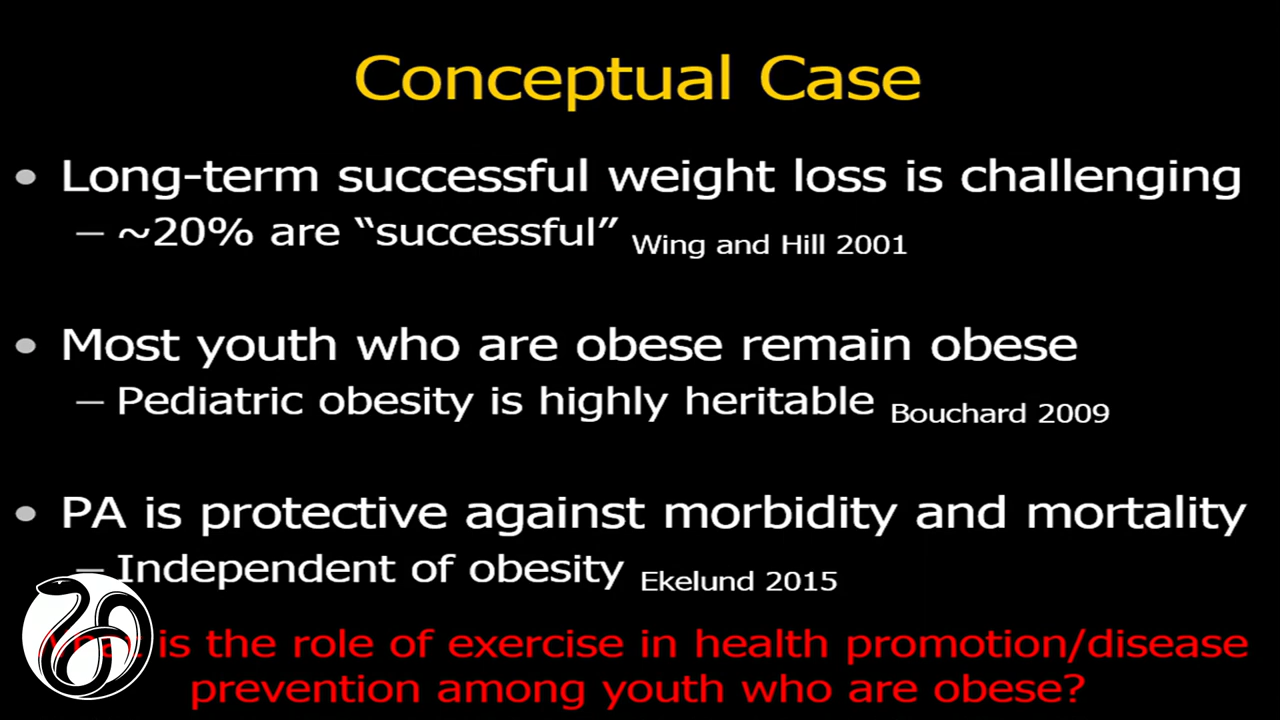 Conceptual Case
• Long-term successful weight loss is challenging
– ~20% are “successful” Wing and Hill 2001
• Most youth who are obese remain obese
– Pediatric obesity is highly heritable Bouchard 2009
• PA is protective against morbidity and mortality
– Independent of obesity Ekelund 2015
is the role of exercise in health promotion/disease
prevention among youth who are obese?